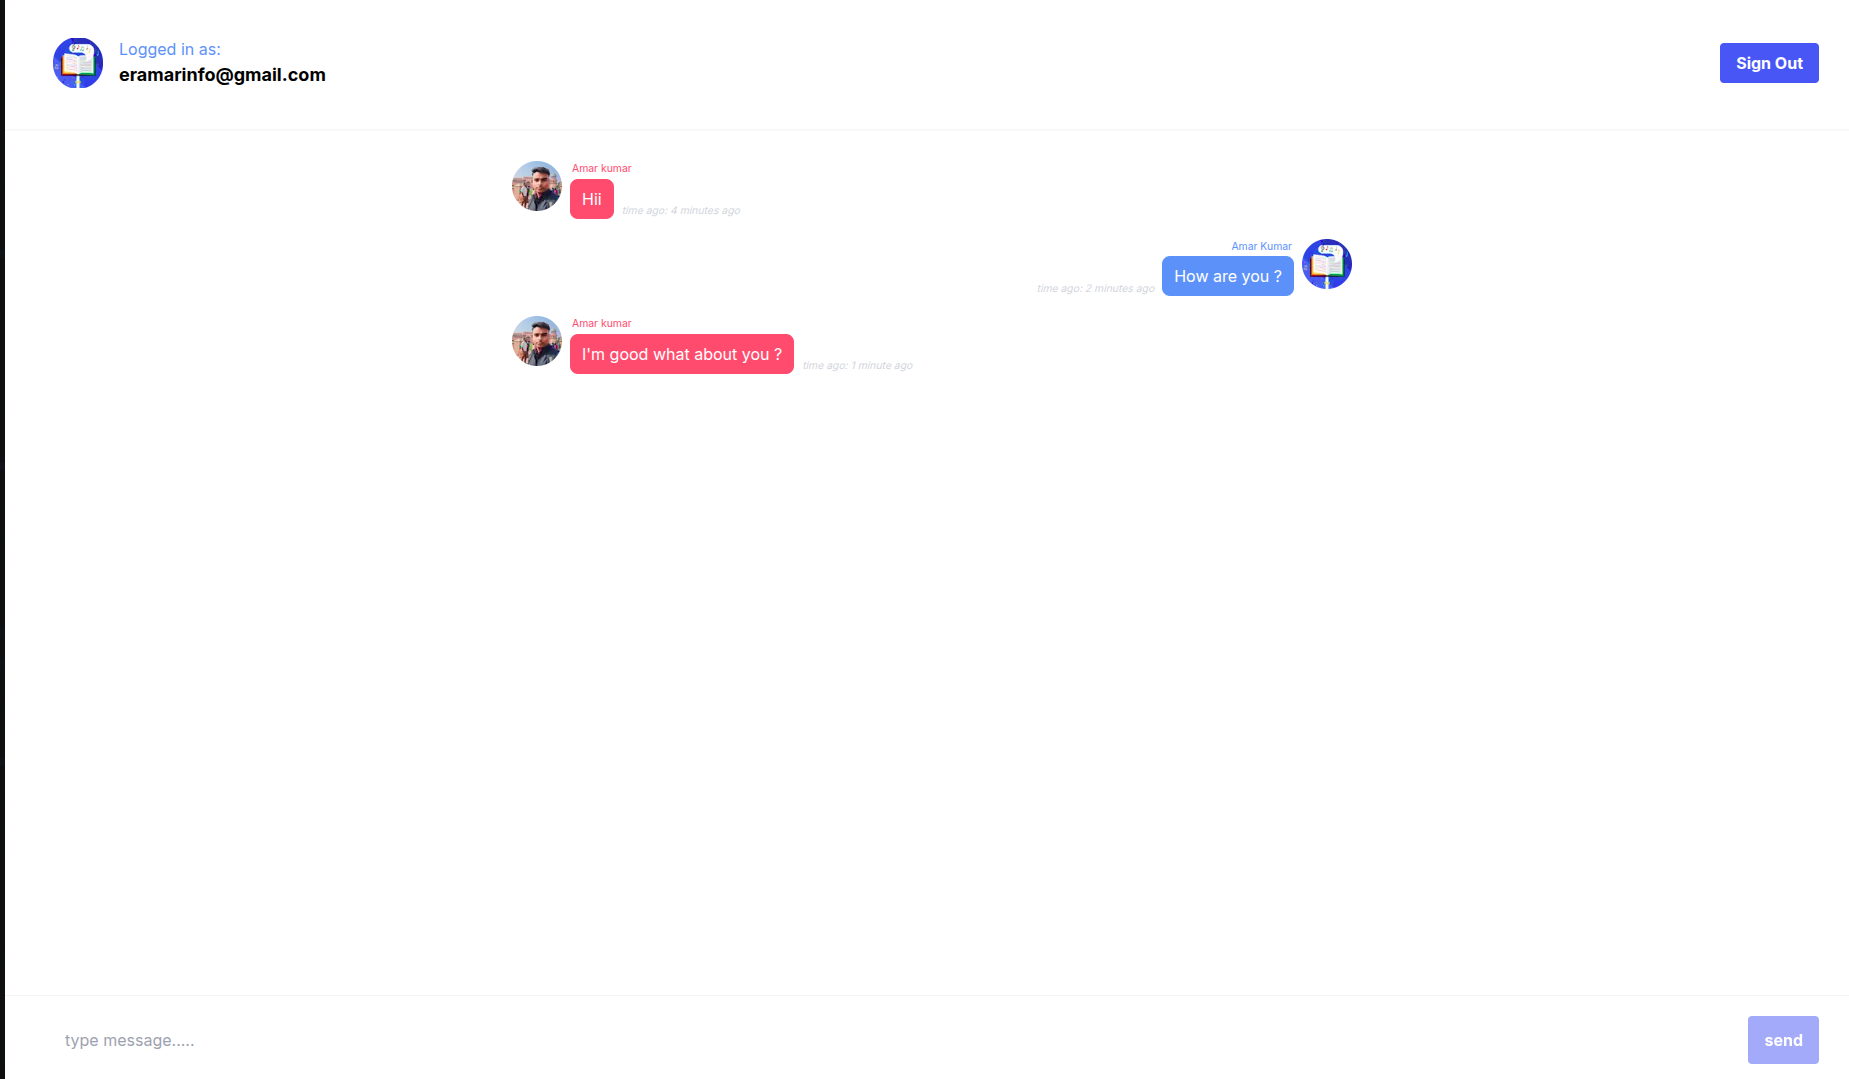 Logged in as:
eramarinfo@gmail.com
Sign Out
Amar kumar
Hii
time ago: 4 minutes ago
Amar Kumar
How are you ?
time ago: 2 minutes ago
Amar kumar
I'm good what about you ?
time ago: 1 minute ago
type message.....
send